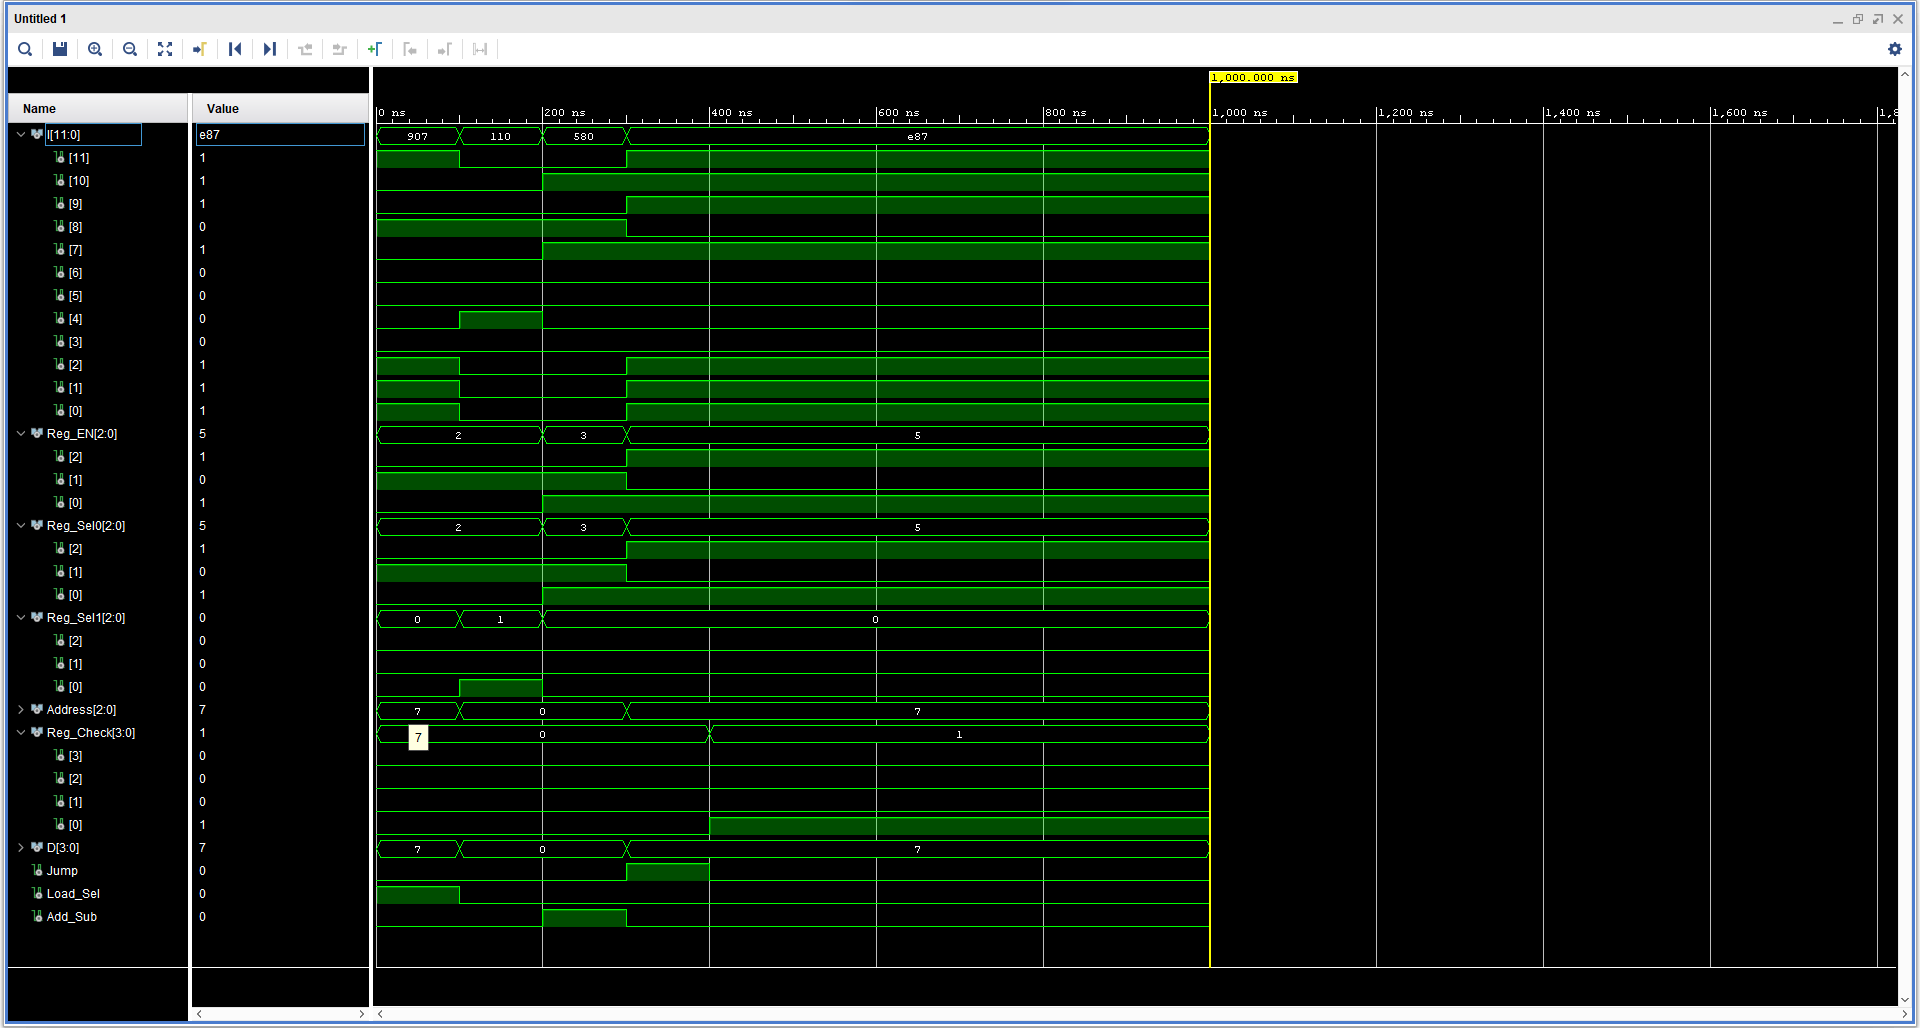 Untitled 1
1,000.000 ns
Name Value
0 ns 200 ns 400 ns 600 ns 800 ns 1,000 ns 1,200 ns 1,400 ns 1,600 ns 1,8
I[11:0] e87 907 110 580 e87
[11] 1
[10] 1
[9] 1
[8] 0
[7] 1
[6] 0
[5] 0
[4] 0
[3] 0
[2] 1
[1] 1
[0] 1
Reg_EN[2:0] 5 2 3 5
[2] 1
[1] 0
[0] 1
Reg_Sel0[2:0] 5 2 3 5
[2] 1
[1] 0
[0] 1
Reg_Sel1[2:0] 0 0 1 0
[2] 0
[1] 0
[0] 0
Address[2:0] 7 7 0 7
Reg_Check[3:0] 1 7 0 1
[3] 0
[2] 0
[1] 0
[0] 1
D[3:0] 7 7 0 7
Jump 0
Load_Sel 0
Add_Sub 0